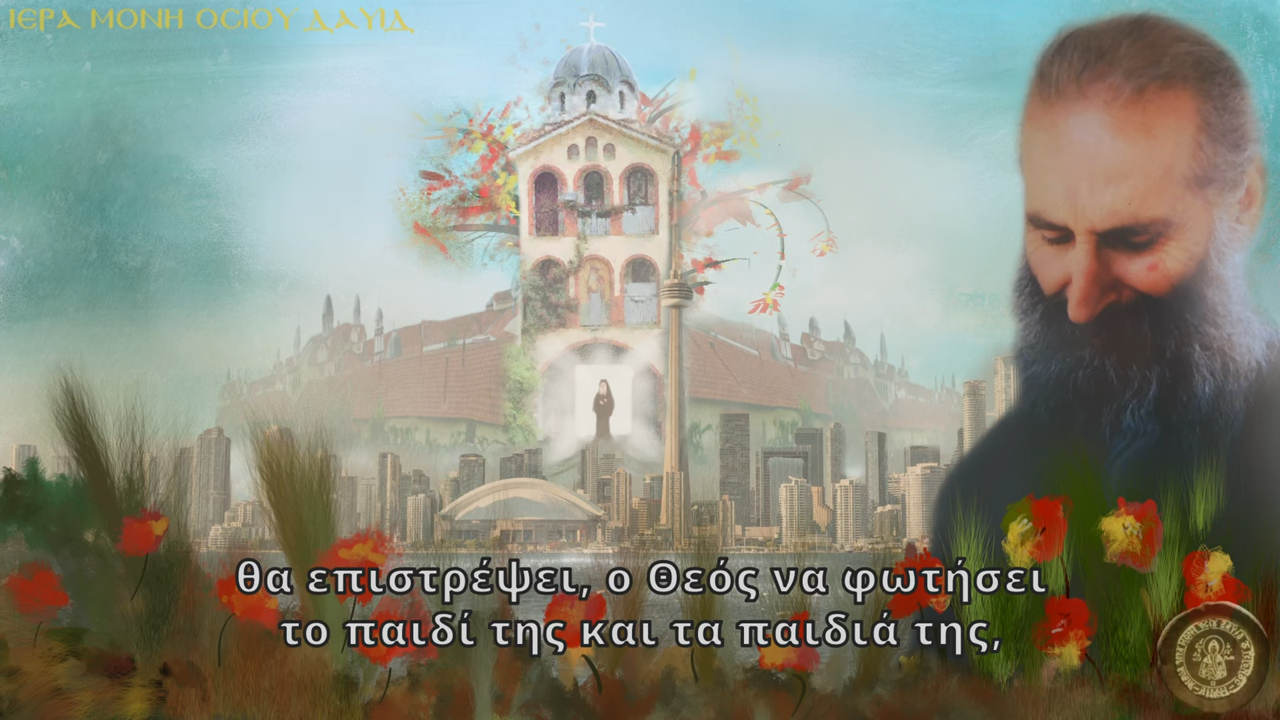 ΙΕΡΑ ΜΟΝΗ ΟΣΙΟΥ ΔΑΥΙΔ
θα επιστρέψει, ο Θεός να φωτήσει
το παιδί της και τα παιδιά της,